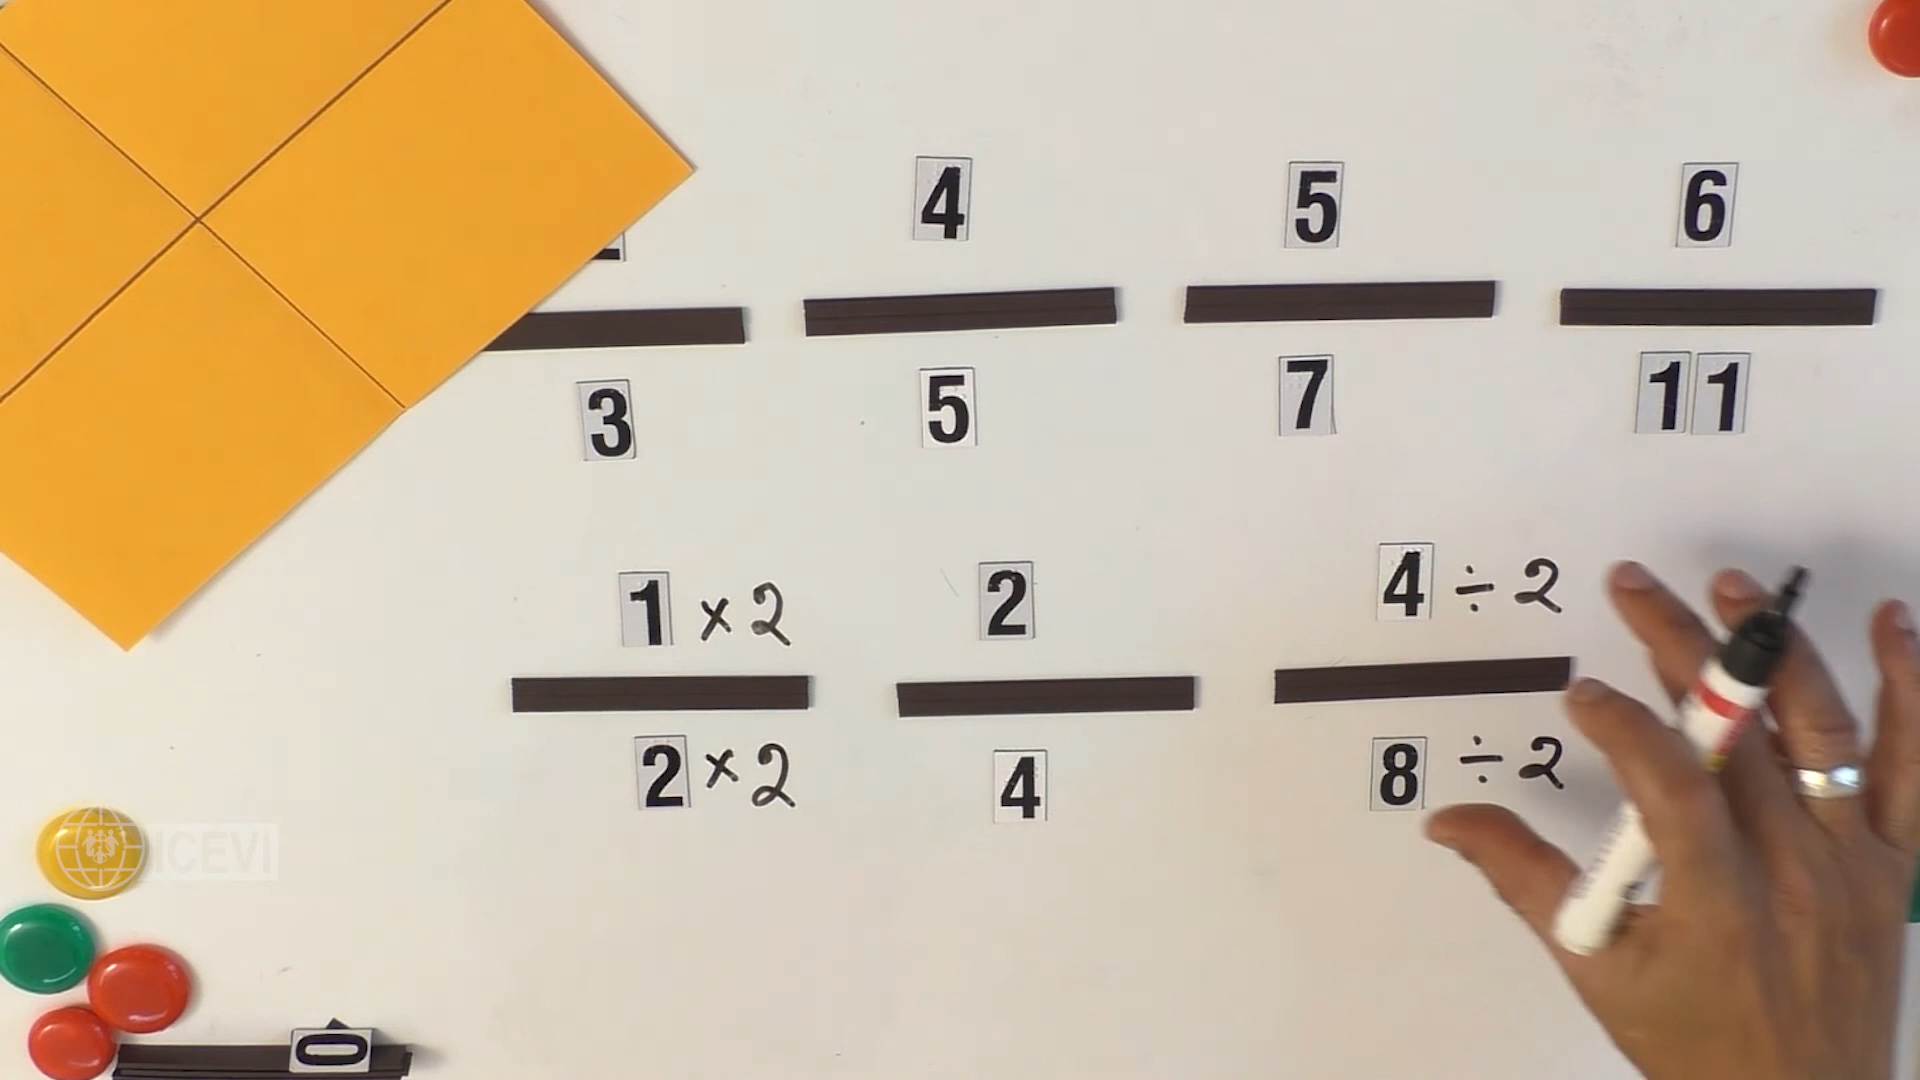 4 5 6
3 5 7 11
1 × 2 2 4 ÷ 2
2 × 2 4 8 ÷ 2
ICEVI
0